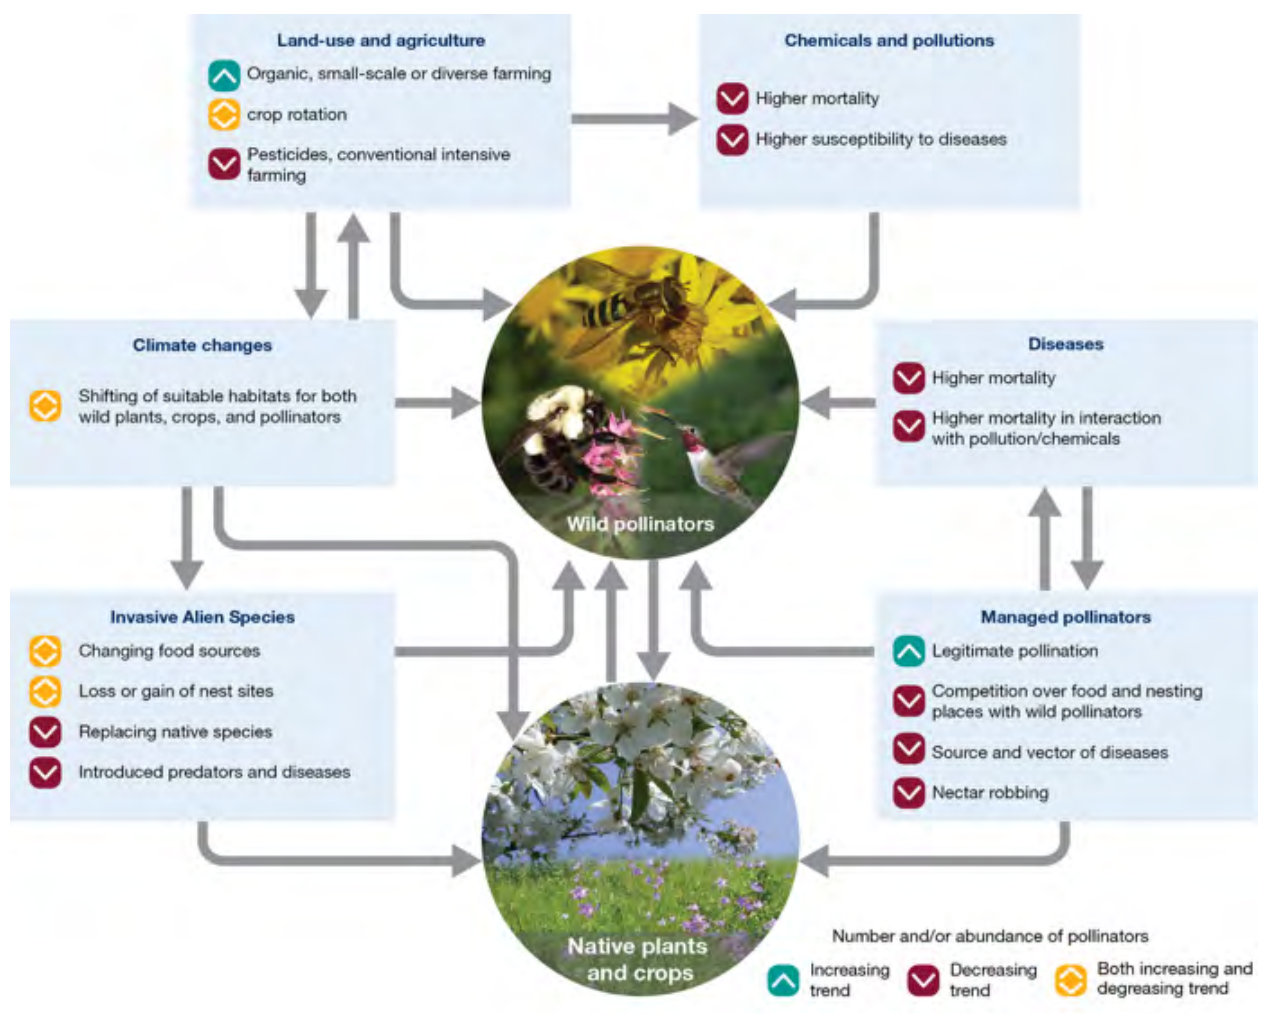 Land-use and agriculture
Organic, small-scale or diverse farming
crop rotation
Pesticides, conventional intensive
farming
Chemicals and pollutions
Higher mortality
Higher susceptibility to diseases
Climate changes
Shifting of suitable habitats for both
wild plants, crops, and pollinators
Wild pollinators
Diseases
Higher mortality
Higher mortality in interaction
with pollution/chemicals
Invasive Alien Species
Changing food sources
Loss or gain of nest sites
Replacing native species
Introduced predators and diseases
Managed pollinators
Legitimate pollination
Competition over food and nesting
places with wild pollinators
Source and vector of diseases
Nectar robbing
Native plants
and crops
Number and/or abundance of pollinators
Increasing
trend
Decreasing
trend
Both increasing and
degreasing trend